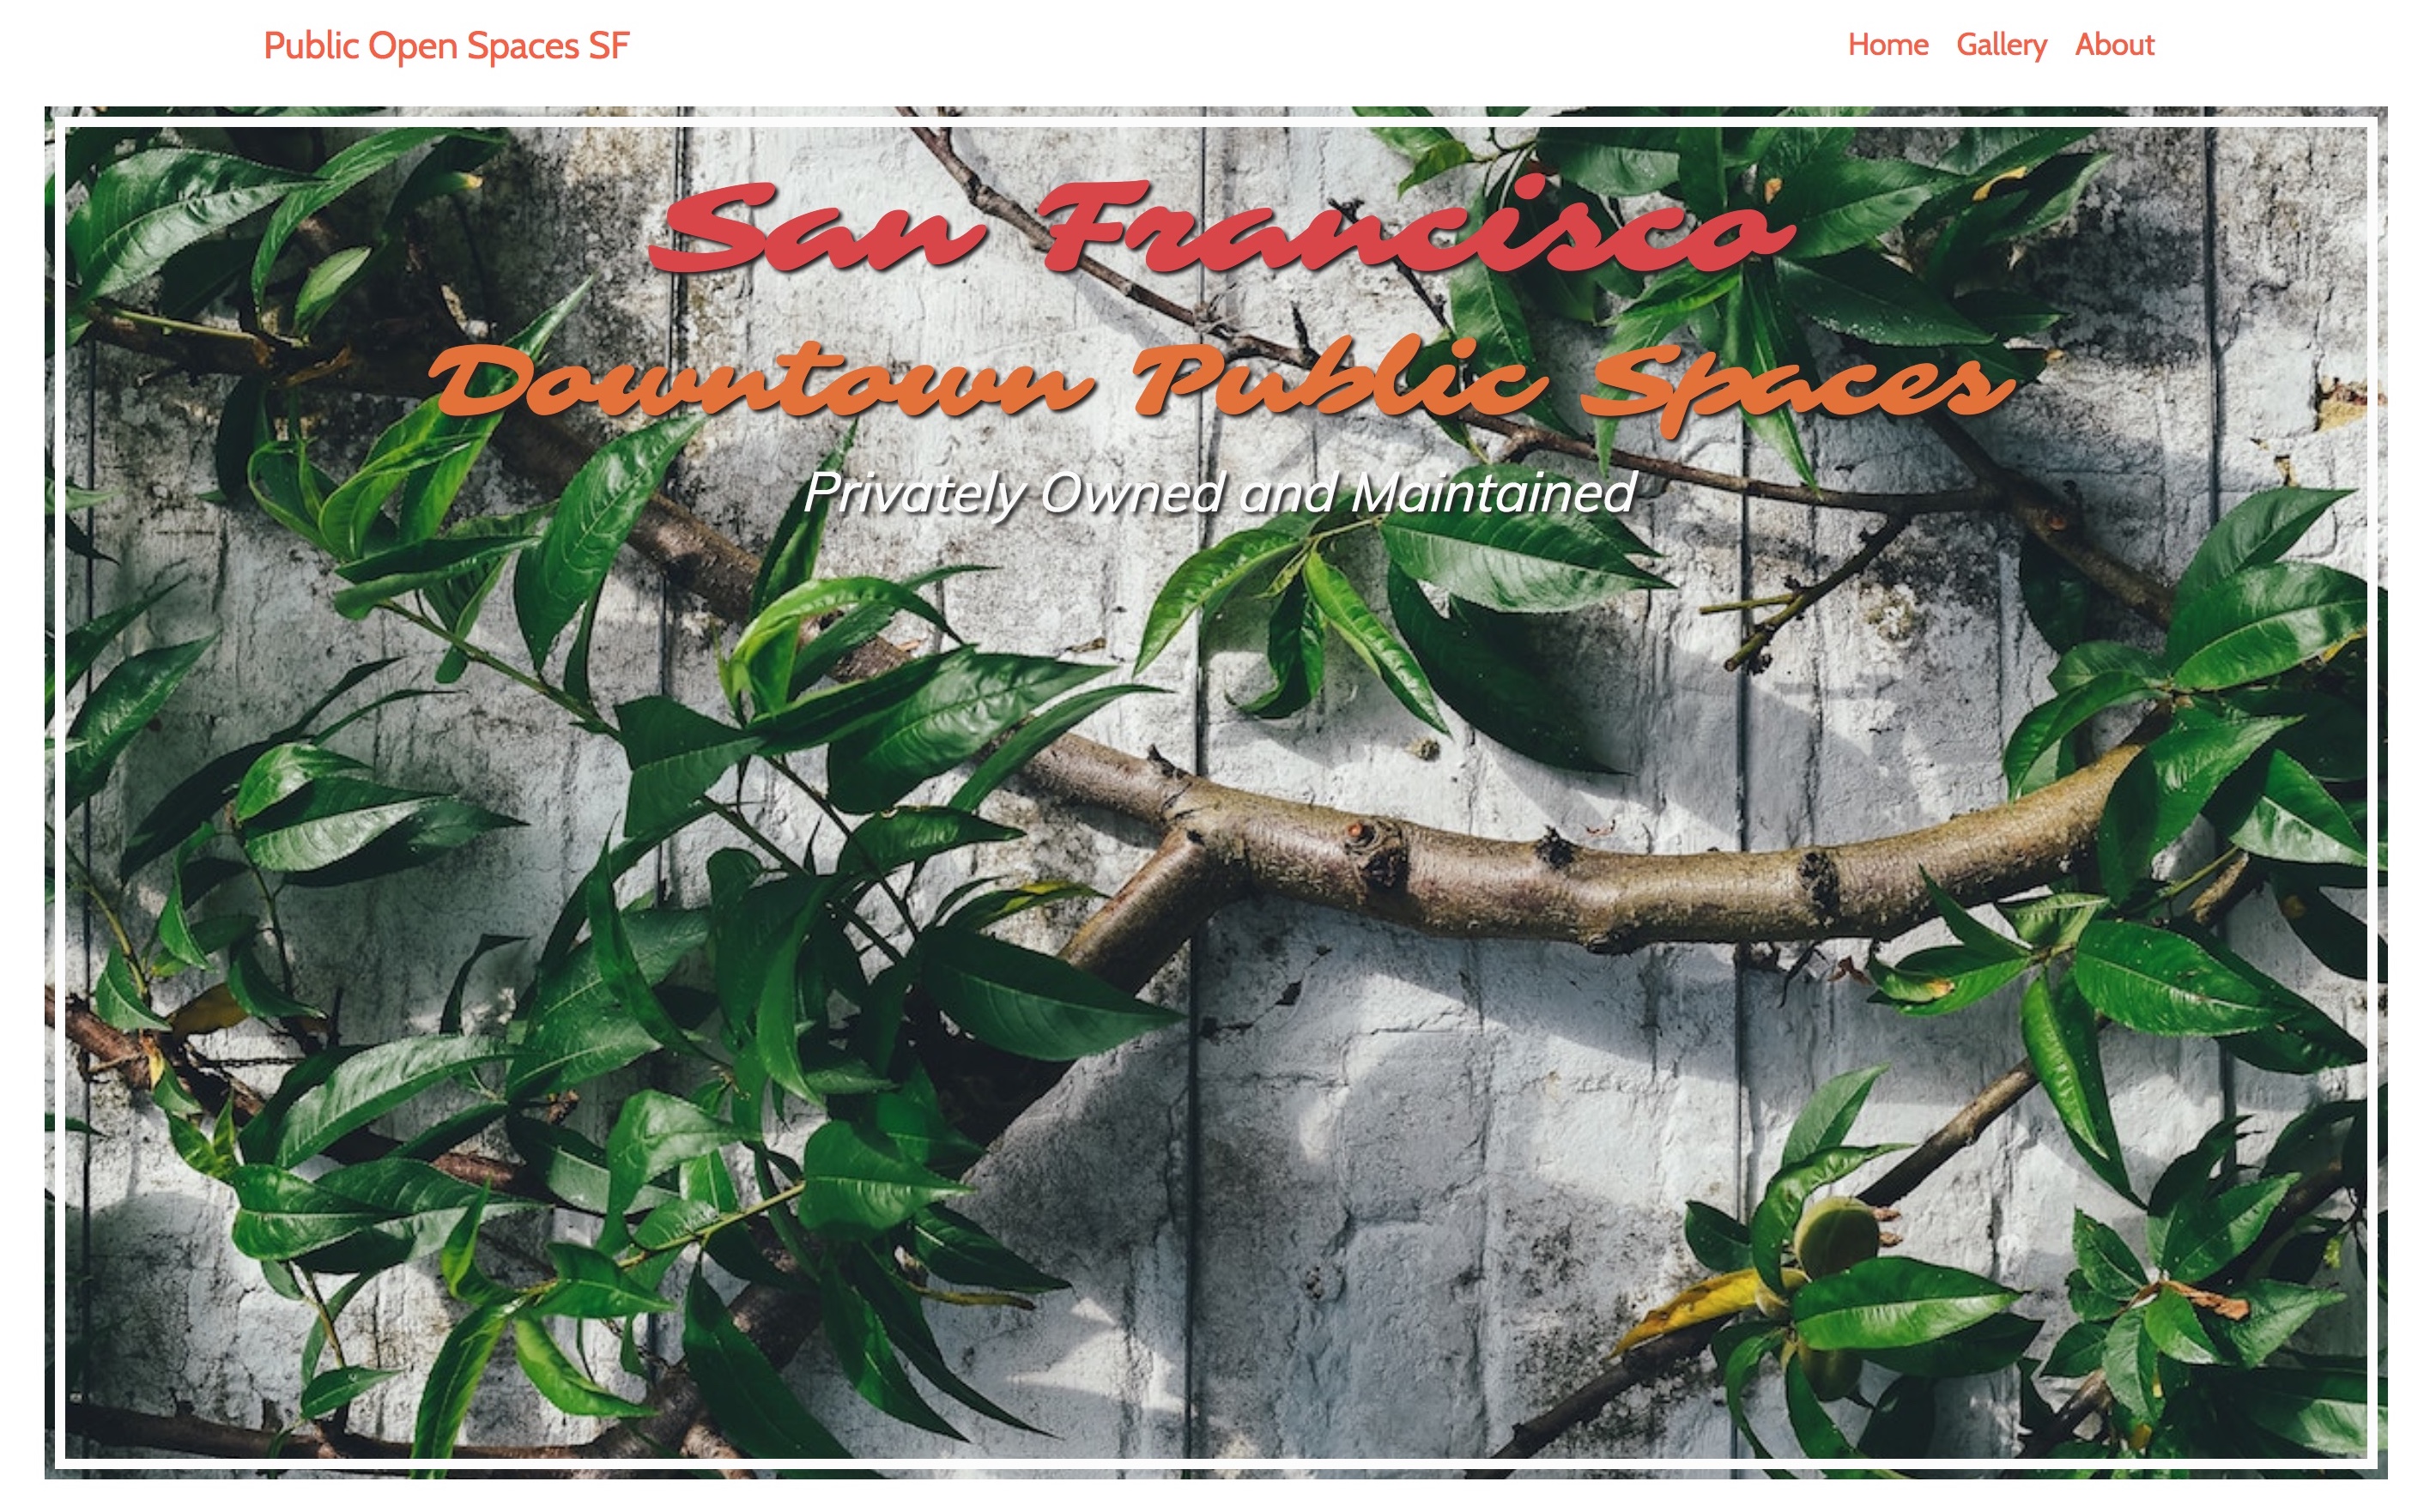 Public Open Spaces SF
Home Gallery About
San Francisco
Downtown Public Spaces
Privately Owned and Maintained